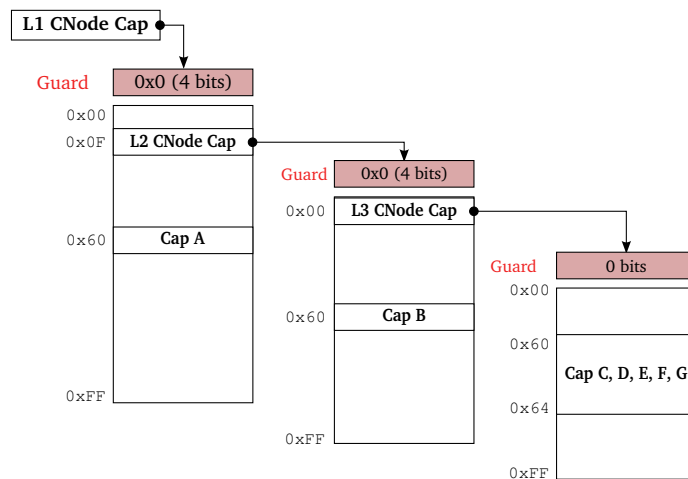 L1 CNode Cap
Guard
0x0 (4 bits)
0x00
0x0F
L2 CNode Cap
0x60
Cap A
0xFF
Guard
0x0 (4 bits)
0x00
L3 CNode Cap
0x60
Cap B
0xFF
Guard
0 bits
0x00
0x60
Cap C, D, E, F, G
0x64
0xFF